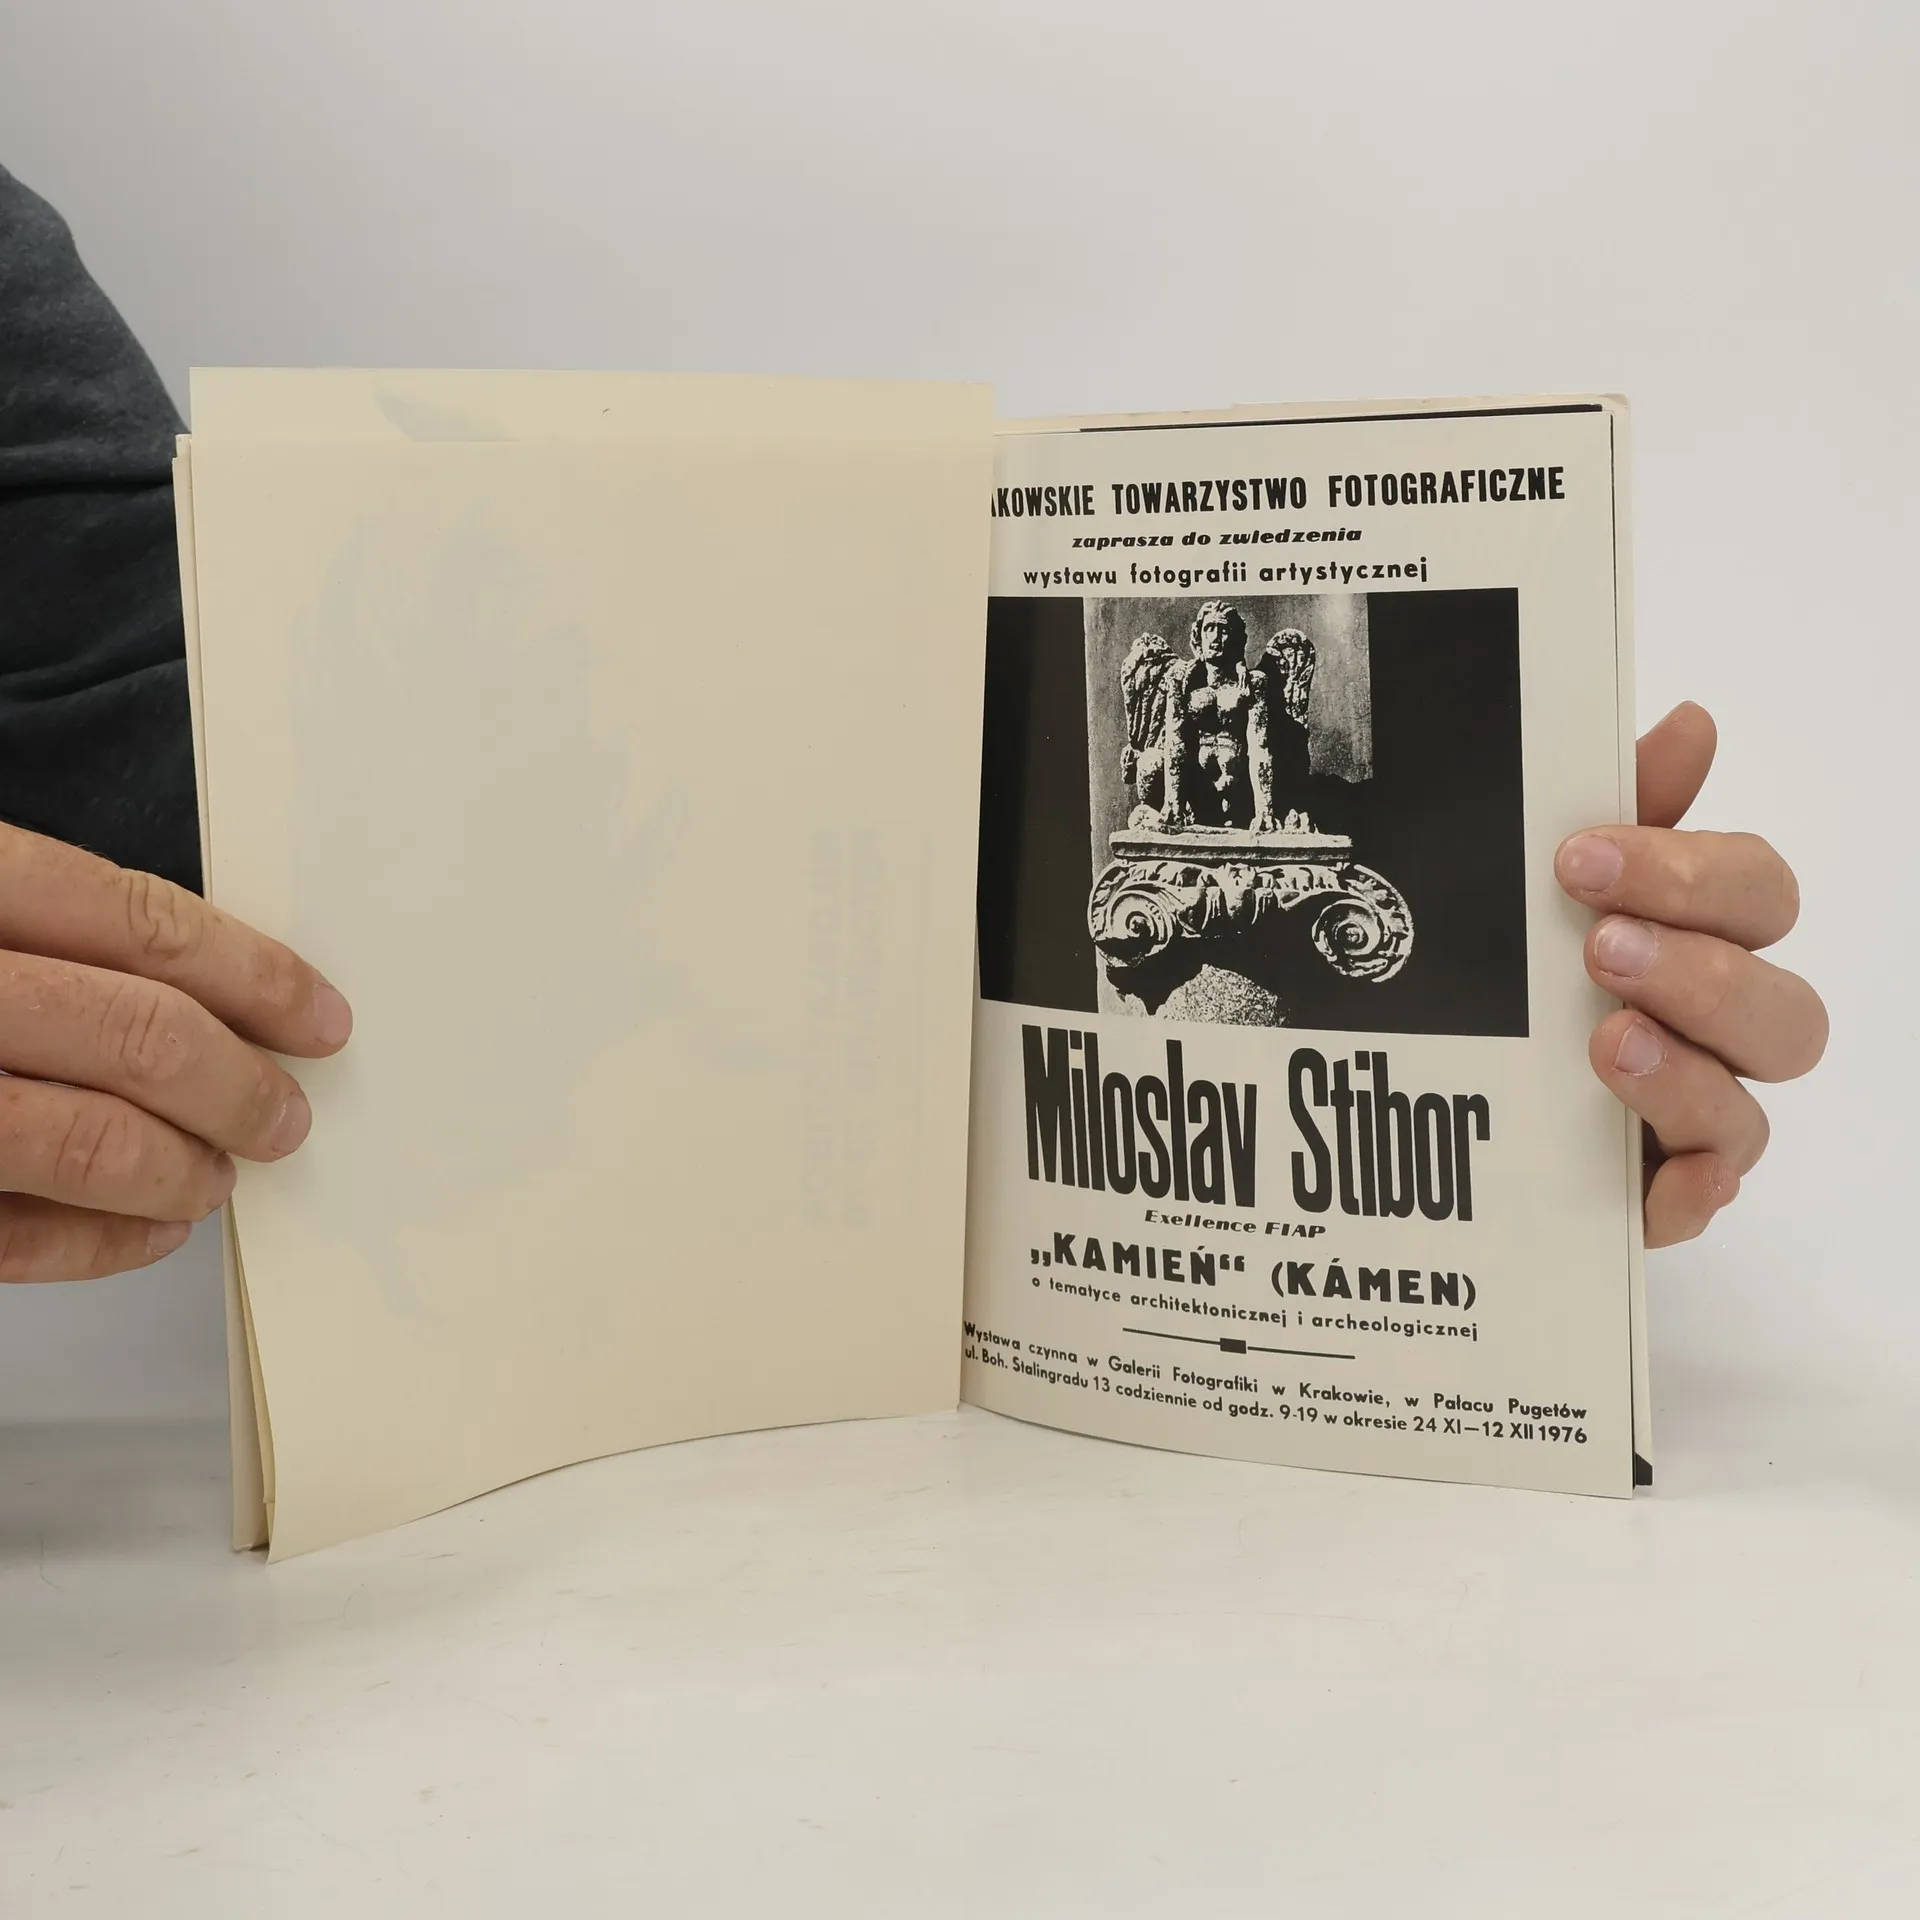 AKOWSKIE TOWARZYSTWO FOTOGRAFICZNE
zaprasza do zwiedzenia
wystawu fotografii artystycznej
Miloslav Stibor
Exellence FIAP
„KAMIEŃ“ (KÁMEN)
o tematyce architektonicznej i archeologicznej
Wystawa czynna w Galerii Fotografiki w Krakowie, w Pałacu Pugetów
ul. Boh. Stalingradu 13 codziennie od godz. 9-19 w okresie 24 XI—12 XII 1976